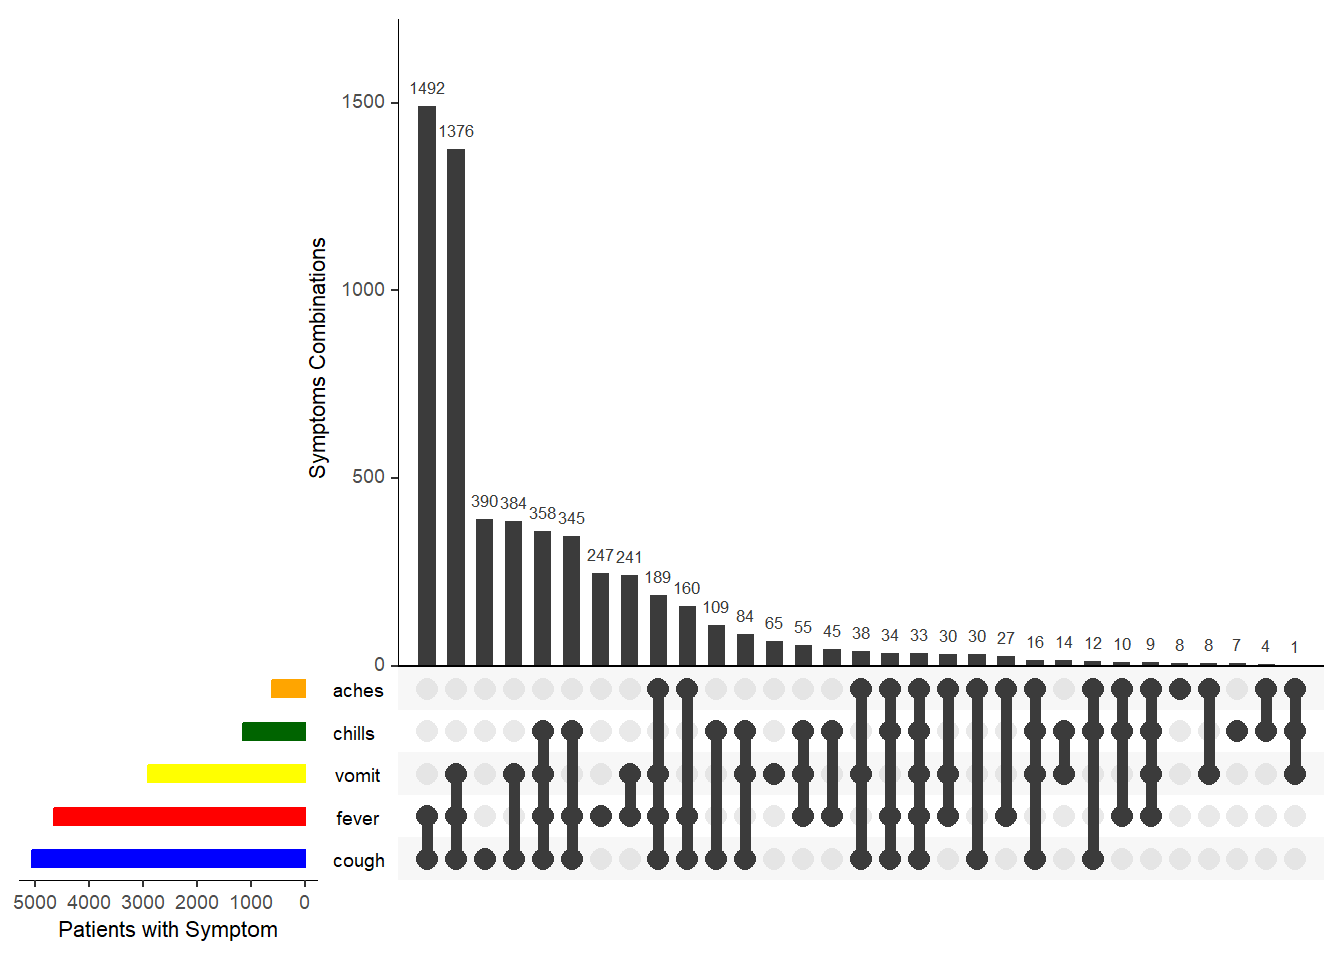 1492
1500
1376
1000
Symptoms Combinations
500
390 384 358 345
247 241
189 160
109 84 65 55 45 38 34 33 30 30 27 16 14 12 10 9 8 8 7 4 1
0
aches
chills
vomit
fever
cough
5000 4000 3000 2000 1000 0
Patients with Symptom